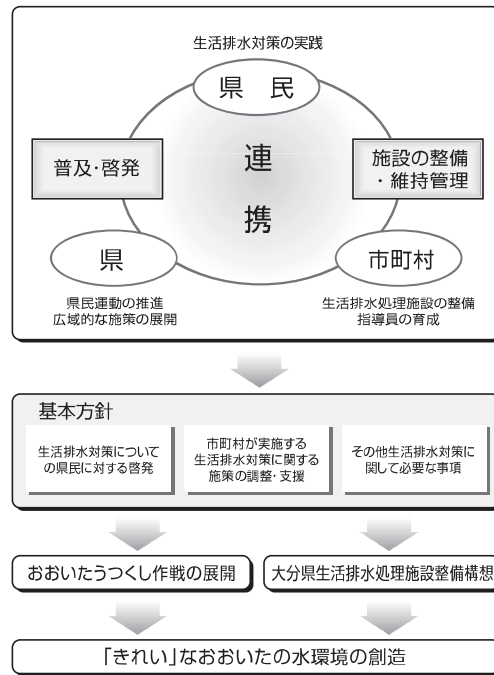 生活排水対策の実践
県 民
連
携
普及・啓発
施設の整備
・維持管理
県
市町村
県民運動の推進
広域的な施策の展開
生活排水処理施設の整備
指導員の育成
基本方針
生活排水対策について
の県民に対する啓発
市町村が実施する
生活排水対策に関する
施策の調整・支援
その他生活排水対策に
関して必要な事項
おおいたうつくし作戦の展開
大分県生活排水処理施設整備構想
「きれい」なおおいたの水環境の創造